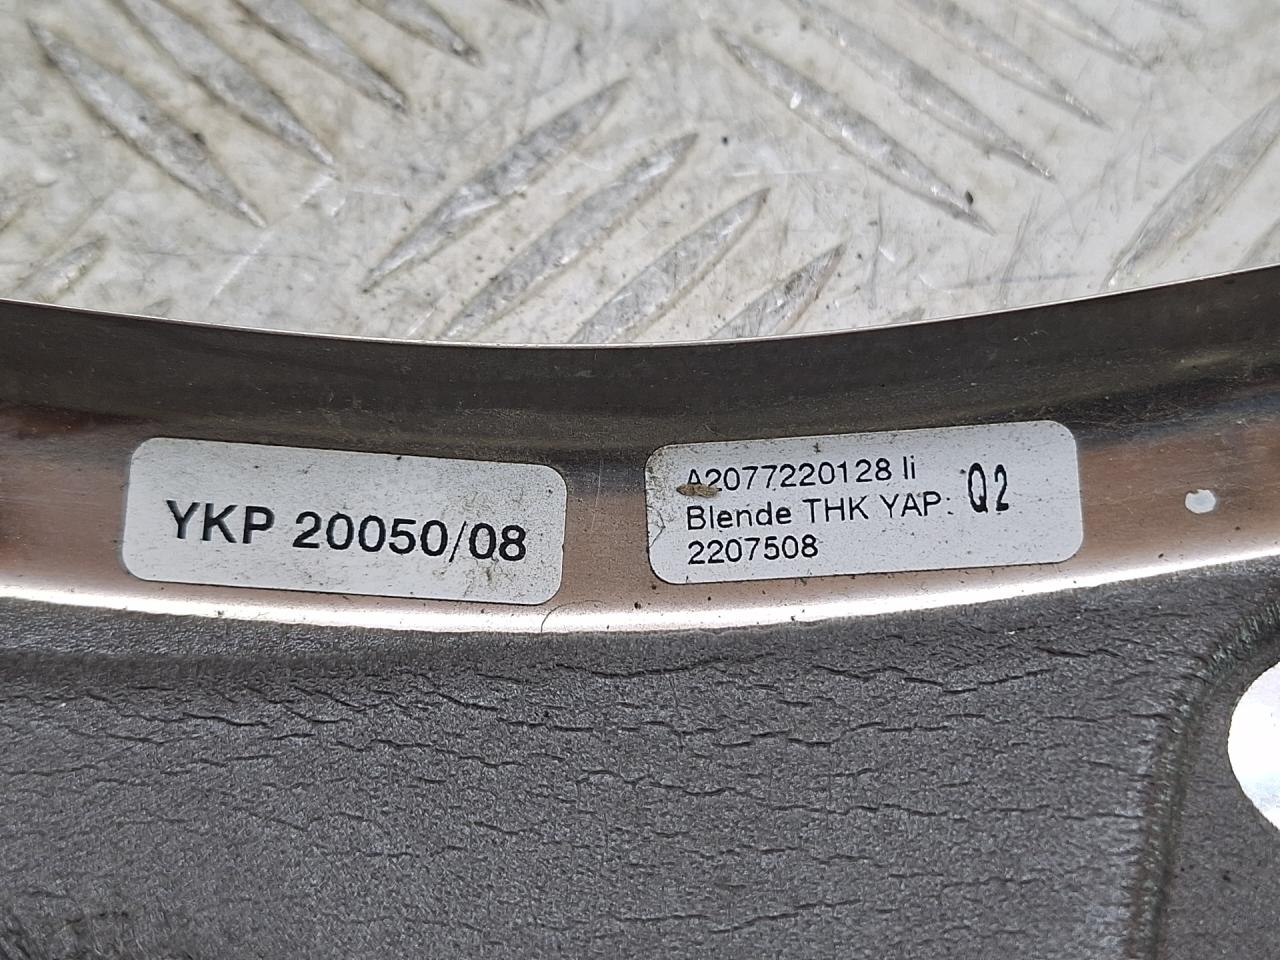 YKP 20050/08
A2077220128 li
Blende THK YAP: Q2
2207508